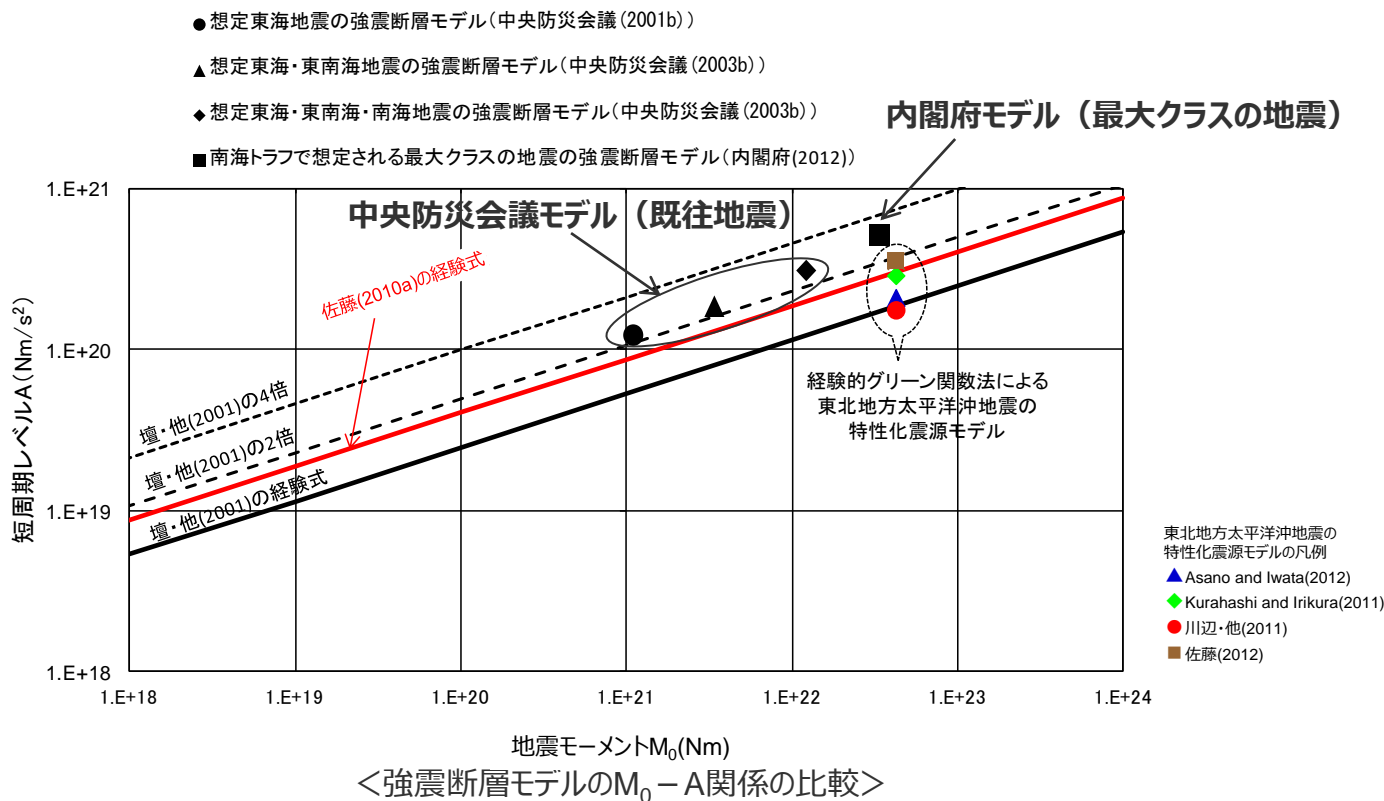 ●想定東海地震の強震断層モデル(中央防災会議(2001b))
▲想定東海・東南海地震の強震断層モデル(中央防災会議(2003b))
◆想定東海・東南海・南海地震の強震断層モデル(中央防災会議(2003b))
■南海トラフで想定される最大クラスの地震の強震断層モデル(内閣府(2012))
内閣府モデル（最大クラスの地震）
中央防災会議モデル（既往地震）
佐藤(2010a)の経験式
壇・他(2001)の4倍
壇・他(2001)の2倍
壇・他(2001)の経験式
経験的グリーン関数法による
東北地方太平洋沖地震の
特性化震源モデル
短周期レベルA(Nm/s²)
1.E+21
1.E+20
1.E+19
1.E+18
1.E+18 1.E+19 1.E+20 1.E+21 1.E+22 1.E+23 1.E+24
地震モーメントM₀(Nm)
東北地方太平洋沖地震の
特性化震源モデルの凡例
▲Asano and Iwata(2012)
◆Kurahashi and Irikura(2011)
●川辺・他(2011)
■佐藤(2012)
＜強震断層モデルのM₀－A関係の比較＞